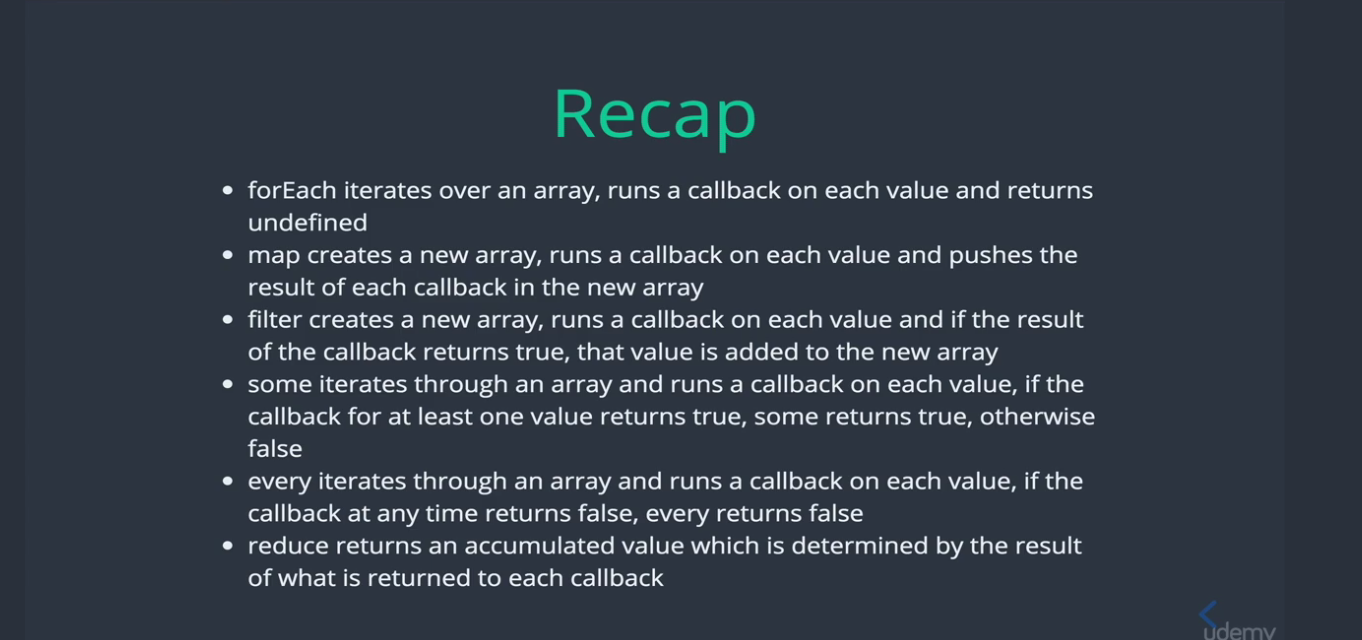 Recap
• forEach iterates over an array, runs a callback on each value and returns
undefined
• map creates a new array, runs a callback on each value and pushes the
result of each callback in the new array
• filter creates a new array, runs a callback on each value and if the result
of the callback returns true, that value is added to the new array
• some iterates through an array and runs a callback on each value, if the
callback for at least one value returns true, some returns true, otherwise
false
• every iterates through an array and runs a callback on each value, if the
callback at any time returns false, every returns false
• reduce returns an accumulated value which is determined by the result
of what is returned to each callback
udemy